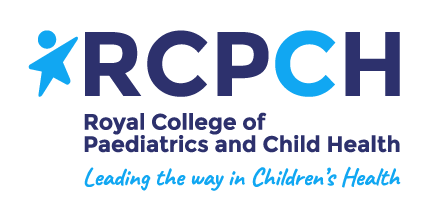 RCPCH
Royal College of
Paediatrics and Child Health
Leading the way in Children's Health